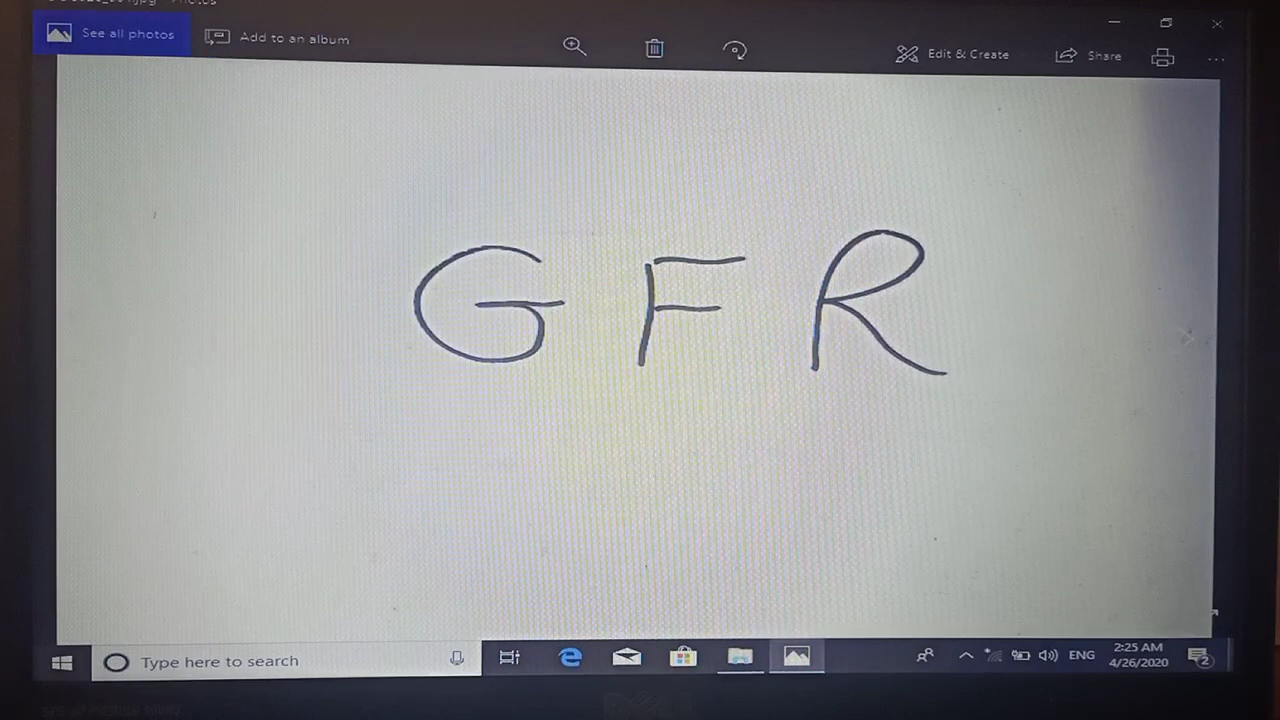 See all photos Add to an album Edit & Create Share
G F R
Type here to search ENG 2:25 AM
4/26/2020 2